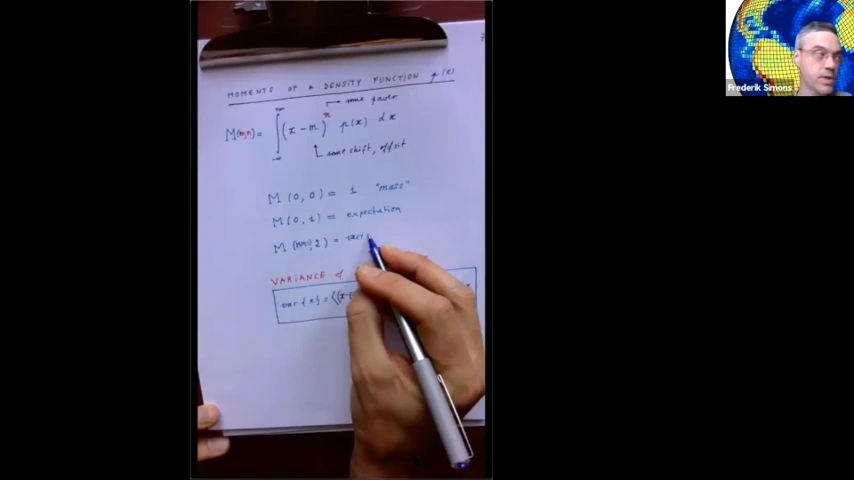 MOMENTS OF A DENSITY FUNCTION p(x)
n → some power
M(m,n) = ∫_{-∞}^{∞} (x - m)^n p(x) dx
some shift, offset
M (0, 0) = 1 "mass"
M (0, 1) = expectation
2) = vari
VARIANCE of
var { x } = ⟨(x-
Frederik Simons